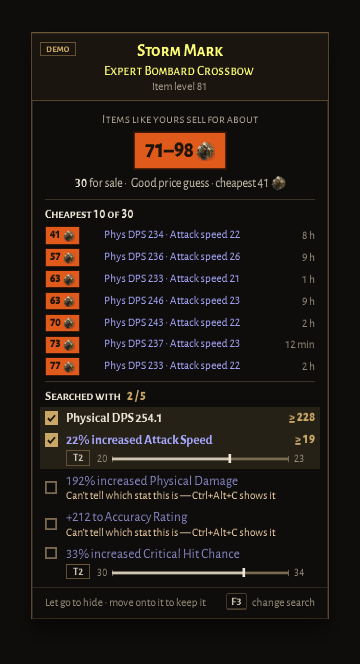 DEMO
Storm Mark
Expert Bombard Crossbow
Item level 81
Items like yours sell for about
71–98
30 for sale · Good price guess · cheapest 41
Cheapest 10 of 30
41 Phys DPS 234 · Attack speed 22 8 h
57 Phys DPS 236 · Attack speed 26 9 h
63 Phys DPS 233 · Attack speed 21 1 h
63 Phys DPS 246 · Attack speed 23 9 h
70 Phys DPS 243 · Attack speed 22 2 h
73 Phys DPS 237 · Attack speed 23 12 min
77 Phys DPS 233 · Attack speed 22 2 h
Searched with 2/5
Physical DPS 254.1 ≥ 228
22% increased Attack Speed ≥ 19
T2 20 23
192% increased Physical Damage
Can't tell which stat this is — Ctrl+Alt+C shows it
+212 to Accuracy Rating
Can't tell which stat this is — Ctrl+Alt+C shows it
33% increased Critical Hit Chance
T2 30 34
Let go to hide · move onto it to keep it F3 change search